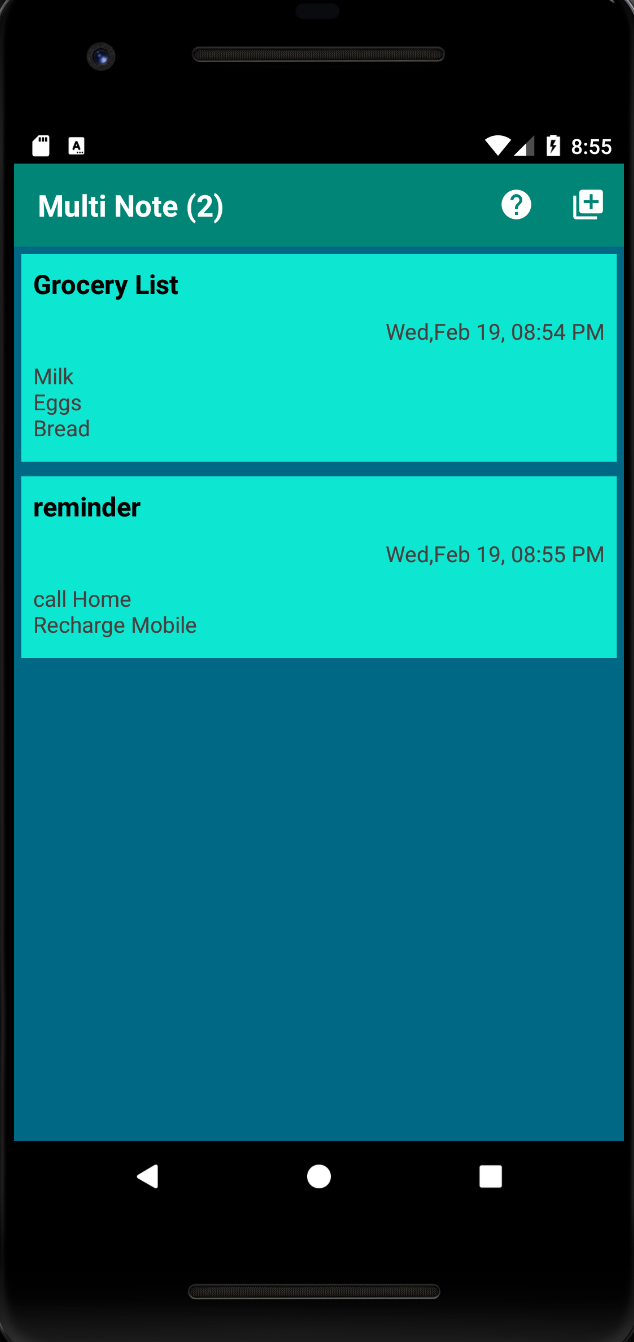 8:55
Multi Note (2)
Grocery List
Wed,Feb 19, 08:54 PM
Milk
Eggs
Bread
reminder
Wed,Feb 19, 08:55 PM
call Home
Recharge Mobile